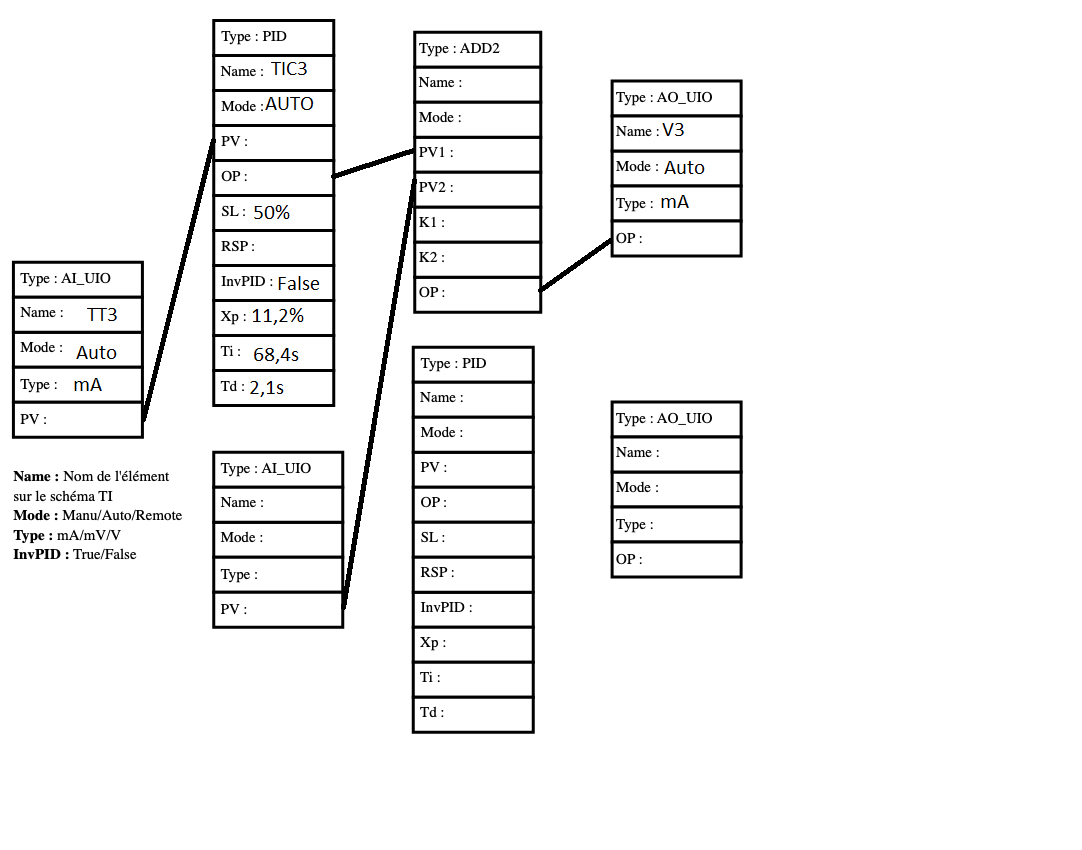 Type : PID
Name : TIC3
Mode : AUTO
PV :
OP :
SL : 50%
RSP :
InvPID : False
Xp : 11,2%
Ti : 68,4s
Td : 2,1s
Type : ADD2
Name :
Mode :
PV1 :
PV2 :
K1 :
K2 :
OP :
Type : AO_UIO
Name : V3
Mode : Auto
Type : mA
OP :
Type : AI_UIO
Name : TT3
Mode : Auto
Type : mA
PV :
Name : Nom de l'élément
sur le schéma TI
Mode : Manu/Auto/Remote
Type : mA/mV/V
InvPID : True/False
Type : AI_UIO
Name :
Mode :
Type :
PV :
Type : PID
Name :
Mode :
PV :
OP :
SL :
RSP :
InvPID :
Xp :
Ti :
Td :
Type : AO_UIO
Name :
Mode :
Type :
OP :